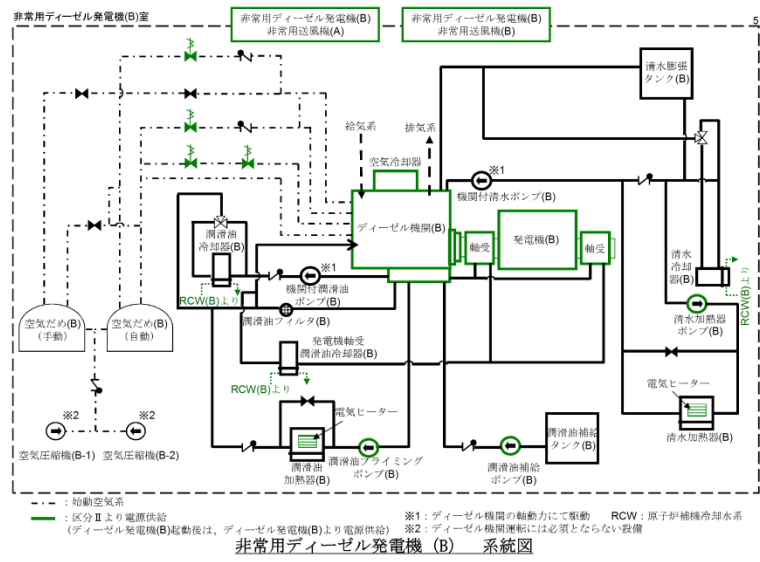 非常用ディーゼル発電機(B)室
非常用ディーゼル発電機(B)
非常用送風機(A)
非常用ディーゼル発電機(B)
非常用送風機(B)
5
清水膨張
タンク(B)
給気系
排気系
空気冷却器
※1
機関付清水ポンプ(B)
ディーゼル機関(B)
軸受
発電機(B)
軸受
潤滑油
冷却器(B)
清水
冷却
器(B)
RCW(B)より
※1
機関付潤滑油
ポンプ(B)
RCW(B)より
潤滑油フィルタ(B)
清水加熱器
ポンプ(B)
空気だめ(B)
(手動)
空気だめ(B)
(自動)
発電機軸受
潤滑油冷却器(B)
RCW(B)より
電気ヒーター
電気ヒーター
※2
※2
空気圧縮機(B-1)
空気圧縮機(B-2)
潤滑油
加熱器(B)
潤滑油プライミング
ポンプ(B)
潤滑油補給
ポンプ(B)
潤滑油補給
タンク(B)
清水加熱器(B)
：始動空気系
：区分Ⅱより電源供給
(ディーゼル発電機(B)起動後は、ディーゼル発電機(B)より電源供給)
※1：ディーゼル機関の軸動力にて駆動
RCW：原子炉補機冷却水系
※2：ディーゼル機関運転には必須とならない設備
非常用ディーゼル発電機（B） 系統図